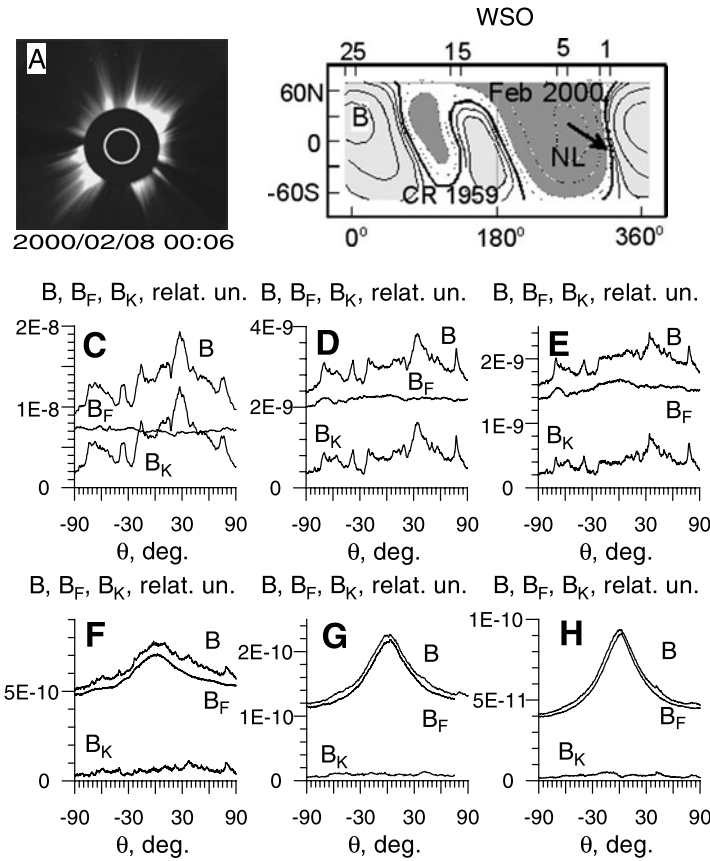 WSO
A
25 15 5 1
60N
Feb 2000
B
0
NL
-60S
CR 1959
2000/02/08 00:06
0⁰ 180⁰ 360⁰
B, B_F, B_K, relat. un. B, B_F, B_K, relat. un. B, B_F, B_K, relat. un.
2E-8 C B
1E-8 B_F
B_K
0
-90 -30 30 90
θ, deg.
4E-9 D B
B_F
2E-9
B_K
0
-90 -30 30 90
θ, deg.
E B
2E-9
B_F
1E-9
B_K
0
-90 -30 30 90
θ, deg.
B, B_F, B_K, relat. un. B, B_F, B_K, relat. un. B, B_F, B_K, relat. un.
F B
5E-10 B_F
B_K
0
-90 -30 30 90
θ, deg.
G
2E-10 B
1E-10 B_F
B_K
0
-90 -30 30 90
θ, deg.
1E-10 H
B
5E-11 B_F
B_K
0
-90 -30 30 90
θ, deg.